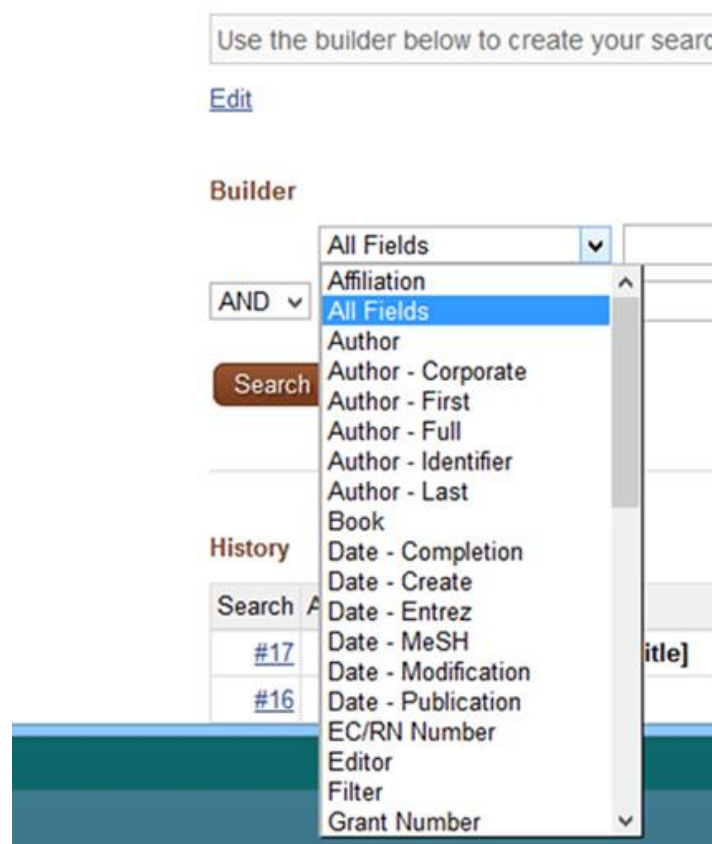 Use the builder below to create your sear
Edit
Builder
All Fields
AND
Affiliation
All Fields
Author
Author - Corporate
Author - First
Author - Full
Author - Identifier
Author - Last
Book
Date - Completion
Date - Create
Date - Entrez
Date - MeSH
Date - Modification
Date - Publication
EC/RN Number
Editor
Filter
Grant Number
Search
History
Search A
#17 itle]
#16